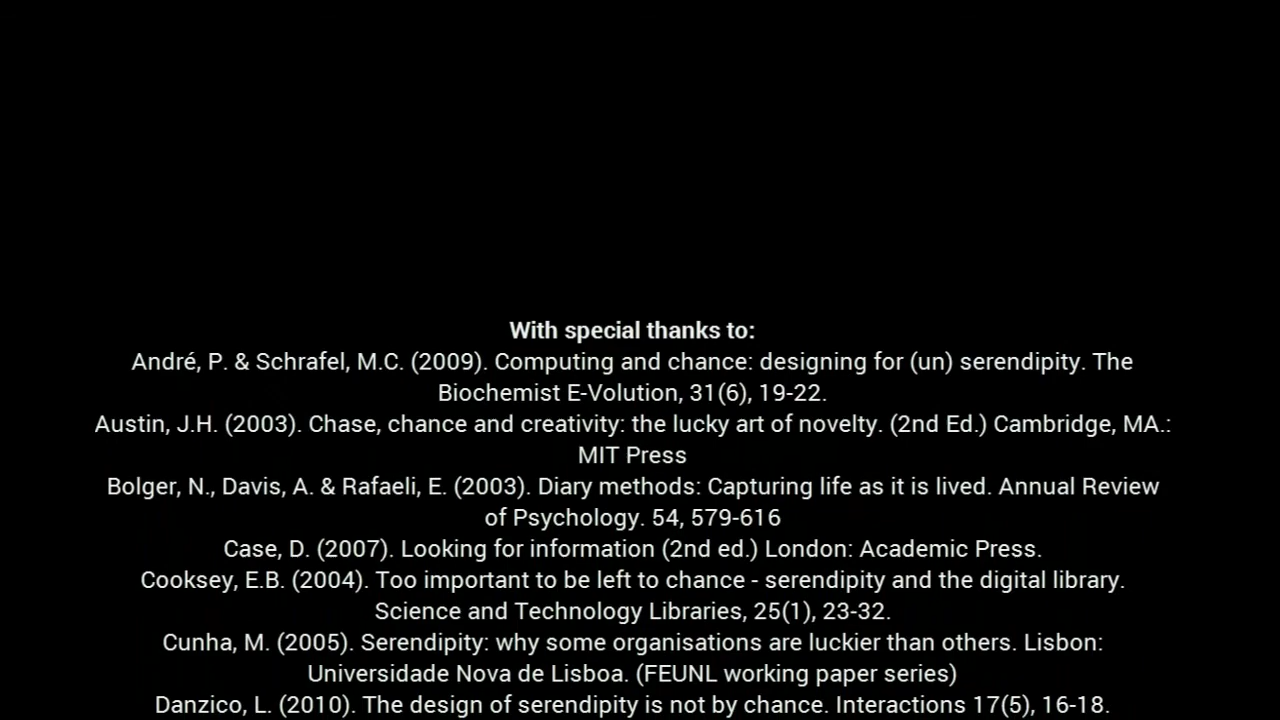 With special thanks to:
André, P. & Schrafel, M.C. (2009). Computing and chance: designing for (un) serendipity. The
Biochemist E-Volution, 31(6), 19-22.
Austin, J.H. (2003). Chase, chance and creativity: the lucky art of novelty. (2nd Ed.) Cambridge, MA.:
MIT Press
Bolger, N., Davis, A. & Rafaeli, E. (2003). Diary methods: Capturing life as it is lived. Annual Review
of Psychology. 54, 579-616
Case, D. (2007). Looking for information (2nd ed.) London: Academic Press.
Cooksey, E.B. (2004). Too important to be left to chance - serendipity and the digital library.
Science and Technology Libraries, 25(1), 23-32.
Cunha, M. (2005). Serendipity: why some organisations are luckier than others. Lisbon:
Universidade Nova de Lisboa. (FEUNL working paper series)
Danzico, L. (2010). The design of serendipity is not by chance. Interactions 17(5), 16-18.